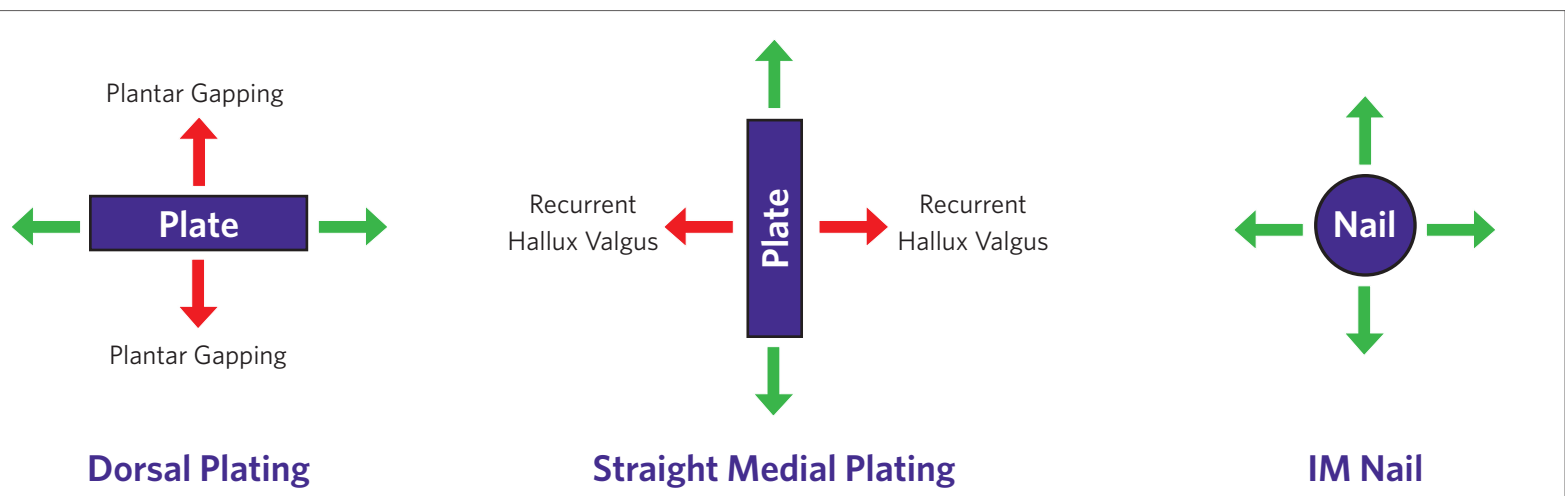 Plantar Gapping
Plate
Plantar Gapping
Dorsal Plating
Recurrent
Hallux Valgus
Plate
Recurrent
Hallux Valgus
Straight Medial Plating
Nail
IM Nail